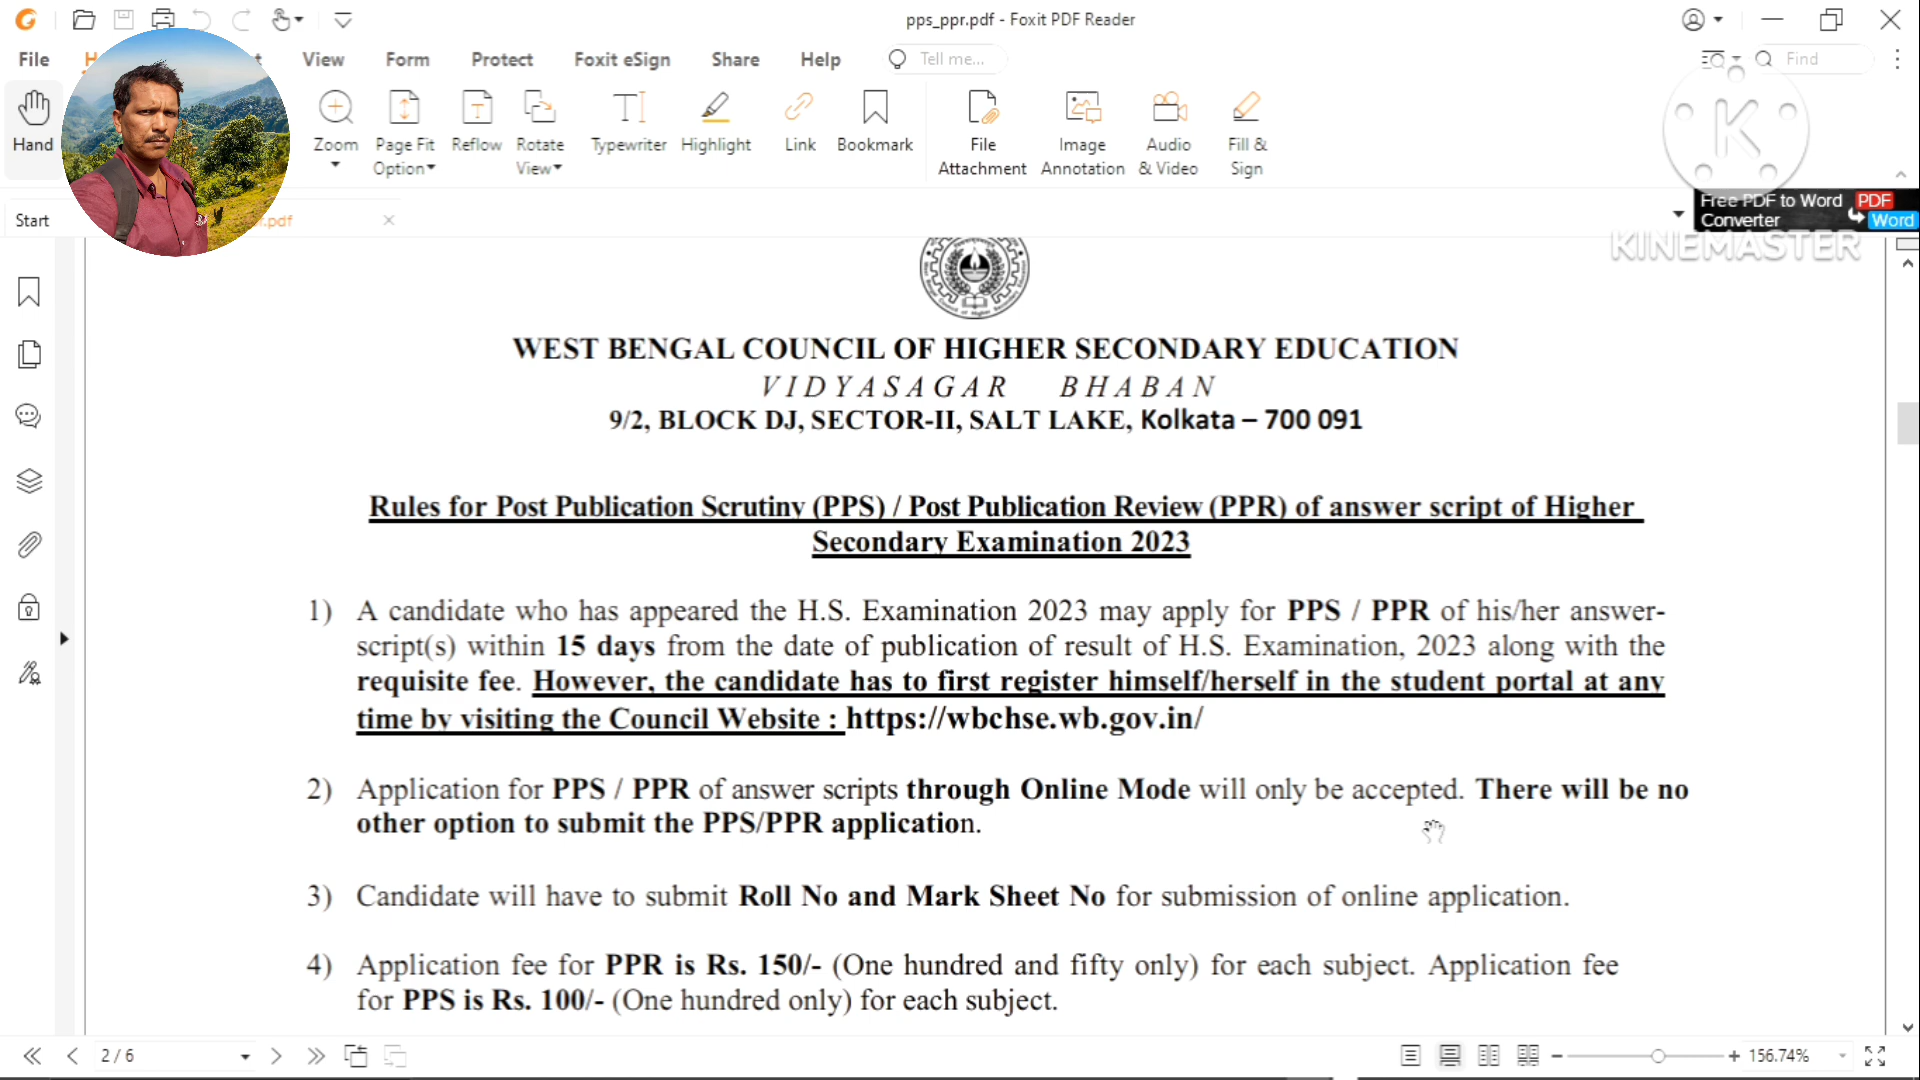 pps_ppr.pdf - Foxit PDF Reader
File
View
Form
Protect
Foxit eSign
Share
Help
Tell me...
Find
Hand
Zoom
Page Fit Option
Reflow
Rotate View
Typewriter
Highlight
Link
Bookmark
File Attachment
Image Annotation
Audio & Video
Fill & Sign
K
Start
.pdf
Free PDF to Word
Converter
PDF
Word
KINEMASTER
WEST BENGAL COUNCIL OF HIGHER SECONDARY EDUCATION
VIDYASAGAR BHABAN
9/2, BLOCK DJ, SECTOR-II, SALT LAKE, Kolkata – 700 091
Rules for Post Publication Scrutiny (PPS) / Post Publication Review (PPR) of answer script of Higher
Secondary Examination 2023
1) A candidate who has appeared the H.S. Examination 2023 may apply for PPS / PPR of his/her answer-
script(s) within 15 days from the date of publication of result of H.S. Examination, 2023 along with the
requisite fee. However, the candidate has to first register himself/herself in the student portal at any
time by visiting the Council Website : https://wbchse.wb.gov.in/
2) Application for PPS / PPR of answer scripts through Online Mode will only be accepted. There will be no
other option to submit the PPS/PPR application.
3) Candidate will have to submit Roll No and Mark Sheet No for submission of online application.
4) Application fee for PPR is Rs. 150/- (One hundred and fifty only) for each subject. Application fee
for PPS is Rs. 100/- (One hundred only) for each subject.
2 / 6
156.74%